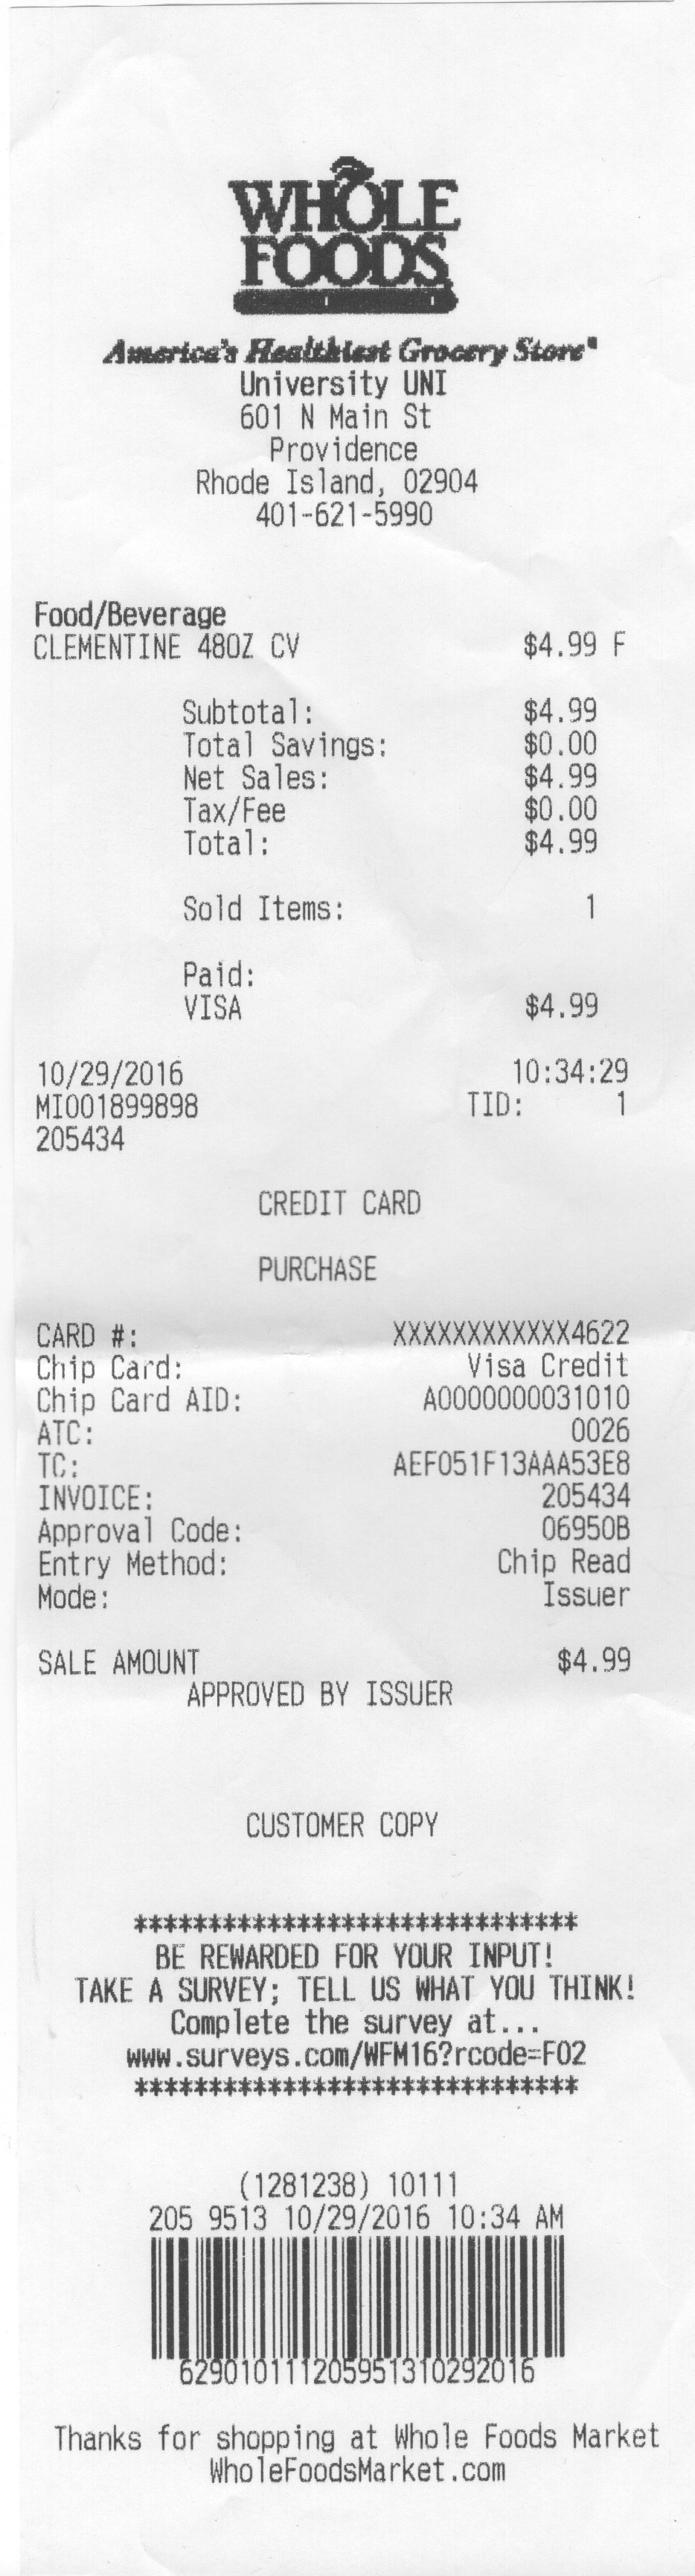 WHOLE
FOODS
America's Healthiest Grocery Store®
University UNI
601 N Main St
Providence
Rhode Island, 02904
401-621-5990
Food/Beverage
CLEMENTINE 48OZ CV $4.99 F
Subtotal: $4.99
Total Savings: $0.00
Net Sales: $4.99
Tax/Fee $0.00
Total: $4.99
Sold Items: 1
Paid:
VISA $4.99
10/29/2016 10:34:29
MI001899898 TID: 1
205434
CREDIT CARD
PURCHASE
CARD #: XXXXXXXXXXXX4622
Chip Card: Visa Credit
Chip Card AID: A0000000031010
ATC: 0026
TC: AEF051F13AAA53E8
INVOICE: 205434
Approval Code: 06950B
Entry Method: Chip Read
Mode: Issuer
SALE AMOUNT $4.99
APPROVED BY ISSUER
CUSTOMER COPY
******************************
BE REWARDED FOR YOUR INPUT!
TAKE A SURVEY; TELL US WHAT YOU THINK!
Complete the survey at...
www.surveys.com/WFM16?rcode=F02
******************************
(1281238) 10111
205 9513 10/29/2016 10:34 AM
629010111205951310292016
Thanks for shopping at Whole Foods Market
WholeFoodsMarket.com